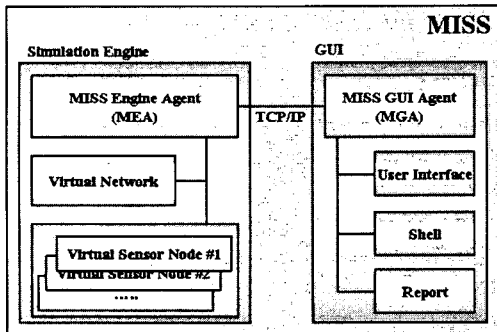 MISS
Simulation Engine
GUI
MISS Engine Agent
(MEA)
TCP/IP
MISS GUI Agent
(MGA)
Virtual Network
User Interface
Virtual Sensor Node #1
Virtual Sensor Node #2
.....
Shell
Report